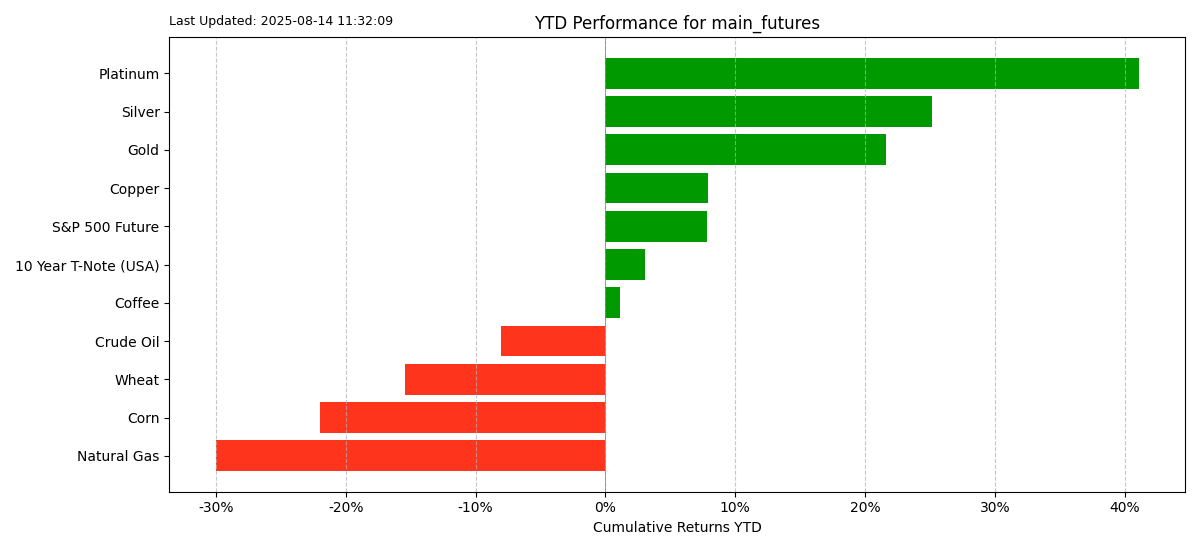 Last Updated: 2025-08-14 11:32:09
YTD Performance for main_futures
Platinum
Silver
Gold
Copper
S&P 500 Future
10 Year T-Note (USA)
Coffee
Crude Oil
Wheat
Corn
Natural Gas
-30% -20% -10% 0% 10% 20% 30% 40%
Cumulative Returns YTD